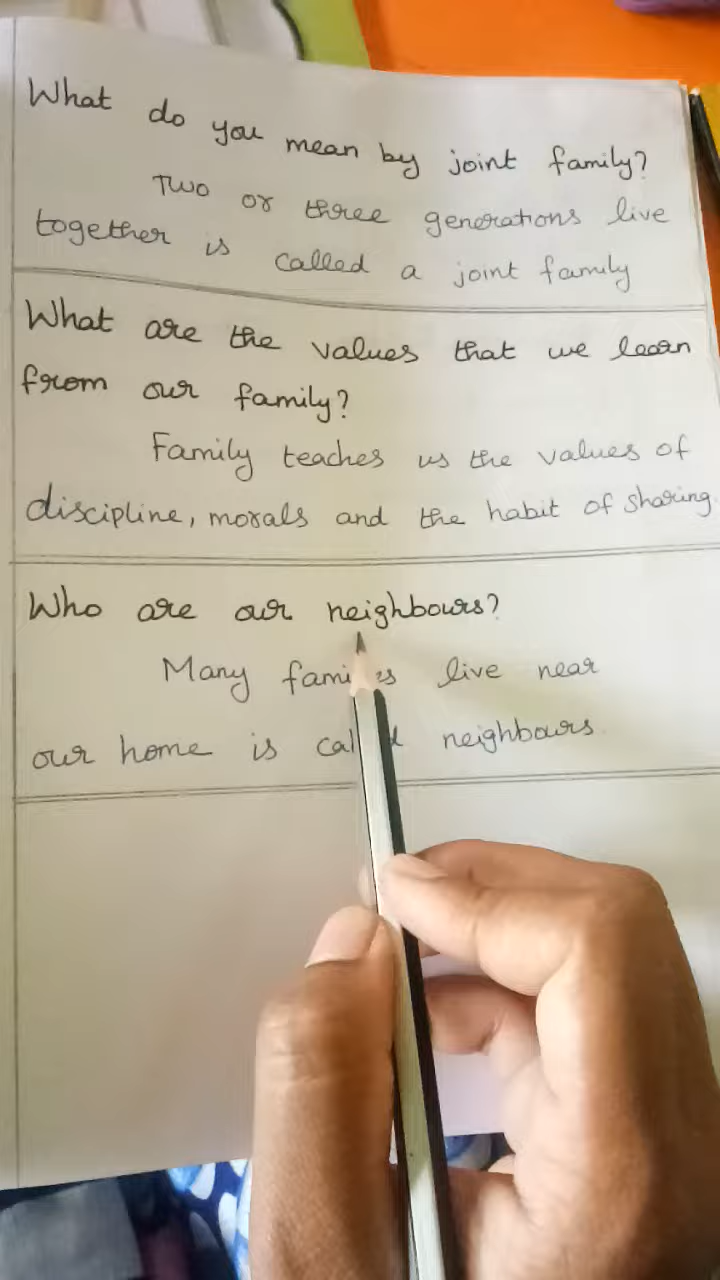 What do you mean by joint family?
Two or three generations live
together is called a joint family
What are the values that we learn
from our family?
Family teaches us the values of
discipline, morals and the habit of sharing.
Who are our neighbours?
Many families live near
our home is called neighbours.